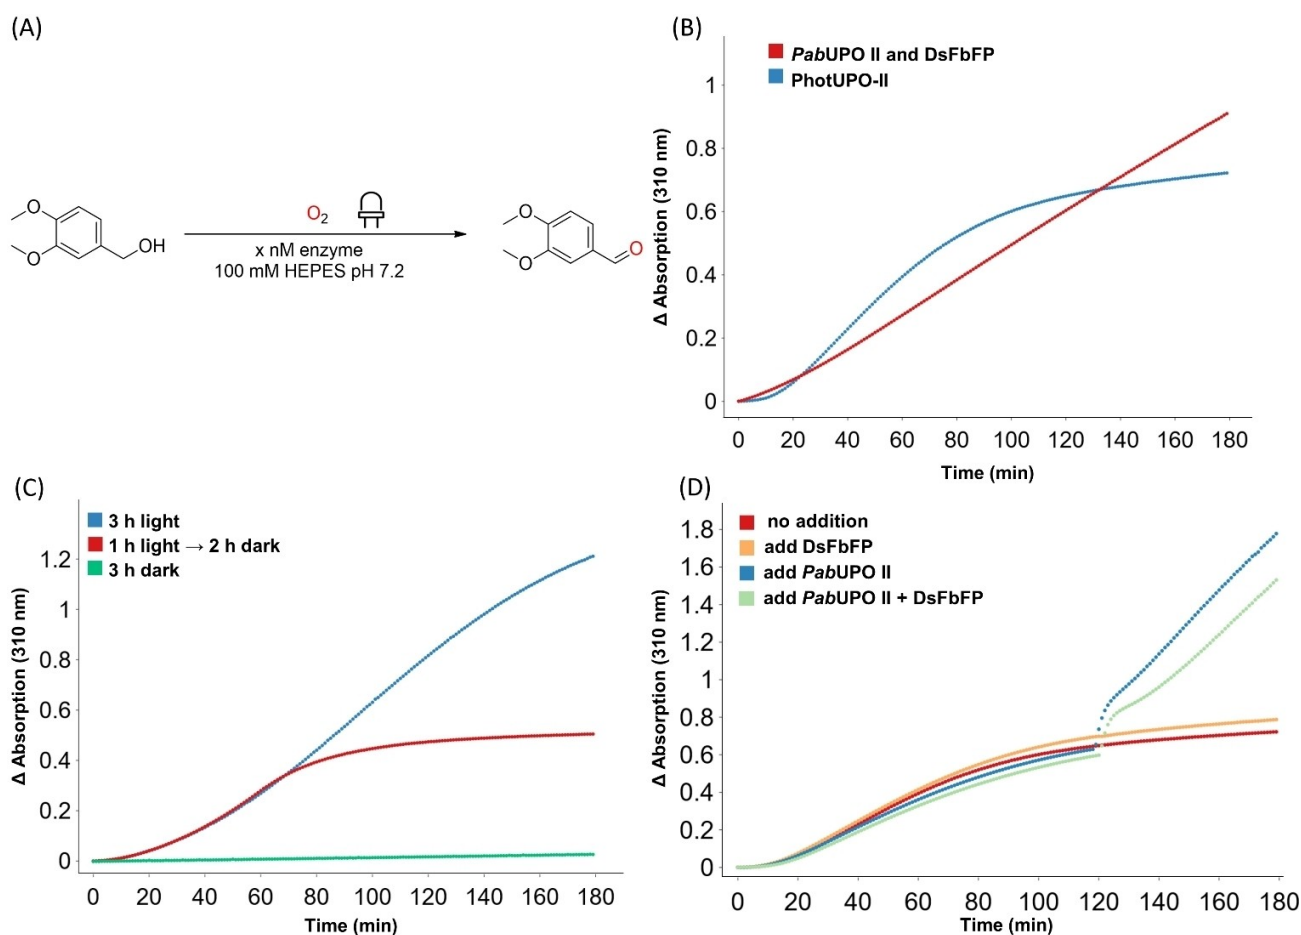 (A)
O
O
OH
O₂
x nM enzyme
100 mM HEPES pH 7.2
O
O
O
(B)
PabUPO II and DsFbFP
PhotUPO-II
Δ Absorption (310 nm)
1
0.8
0.6
0.4
0.2
0
0 20 40 60 80 100 120 140 160 180
Time (min)
(C)
3 h light
1 h light → 2 h dark
3 h dark
Δ Absorption (310 nm)
1.2
1
0.8
0.6
0.4
0.2
0
0 20 40 60 80 100 120 140 160 180
Time (min)
(D)
no addition
add DsFbFP
add PabUPO II
add PabUPO II + DsFbFP
Δ Absorption (310 nm)
1.8
1.6
1.4
1.2
1
0.8
0.6
0.4
0.2
0
0 20 40 60 80 100 120 140 160 180
Time (min)